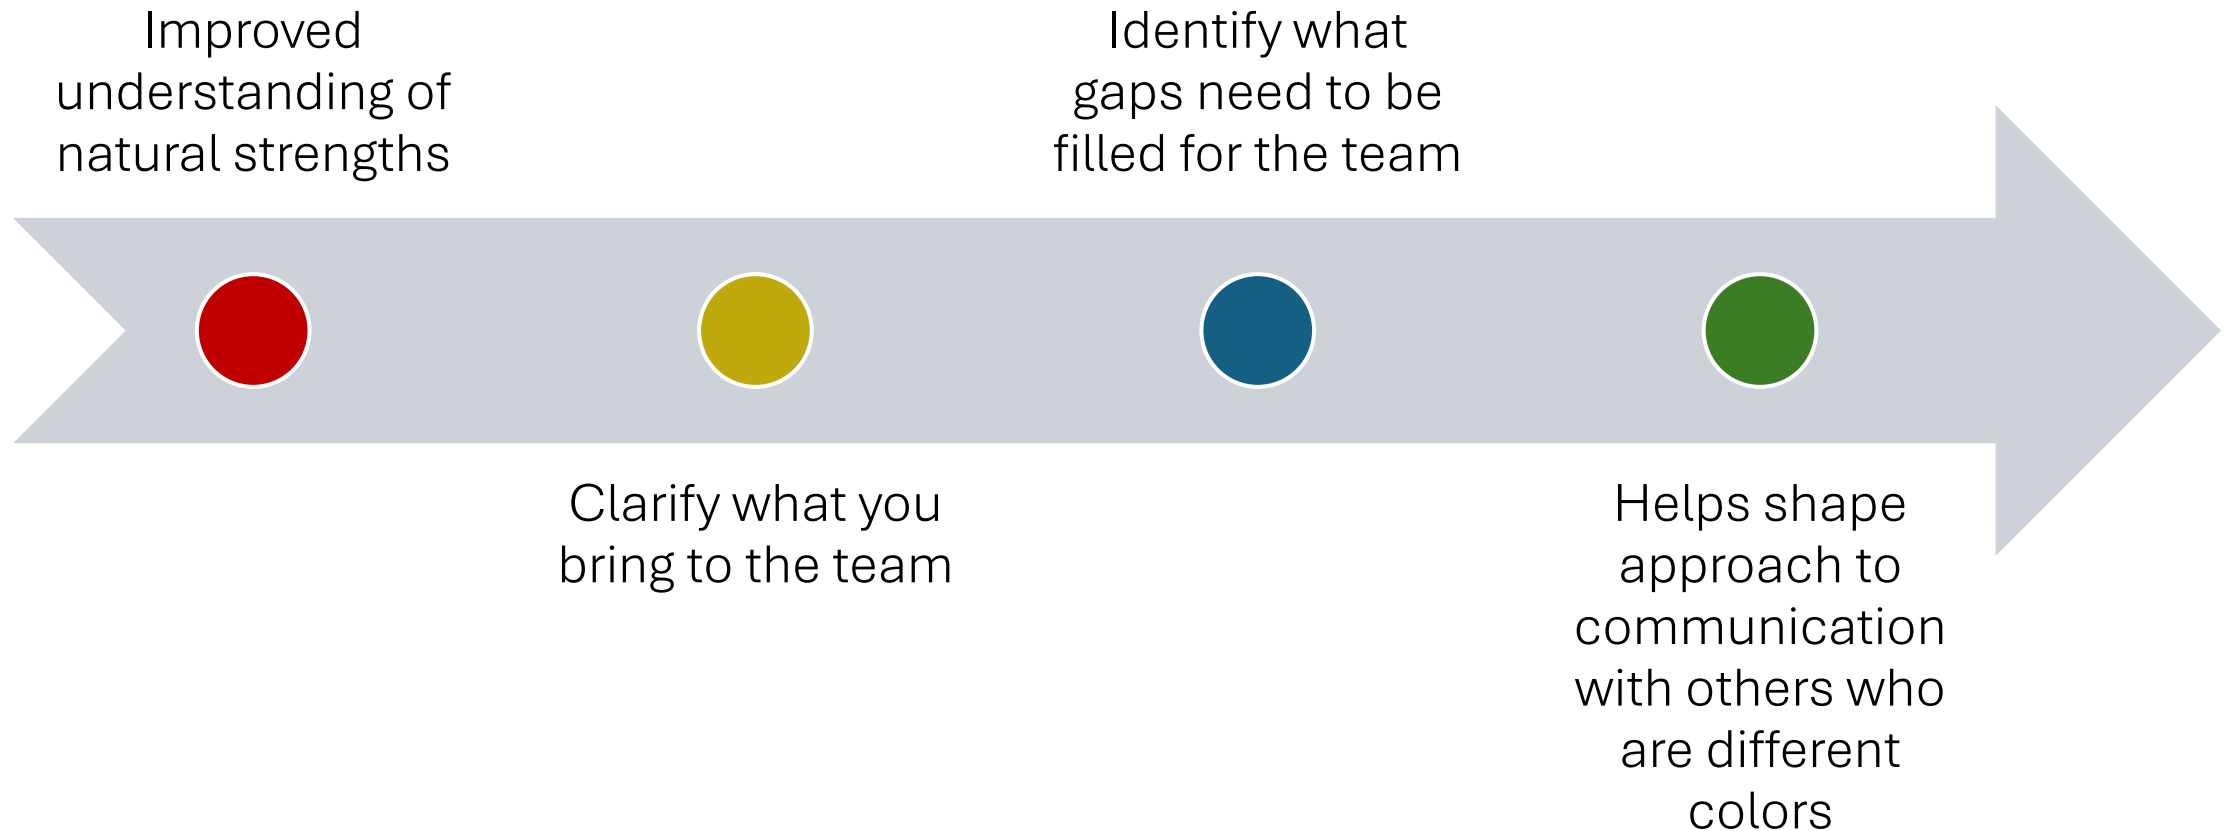 Improved
understanding of
natural strengths
Clarify what you
bring to the team
Identify what
gaps need to be
filled for the team
Helps shape
approach to
communication
with others who
are different
colors